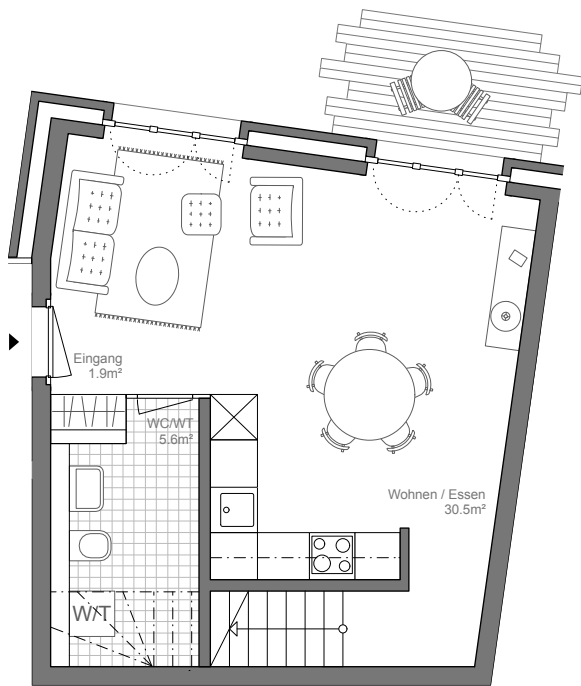 Eingang
1.9m²
WC/WT
5.6m²
Wohnen / Essen
30.5m²
W/T